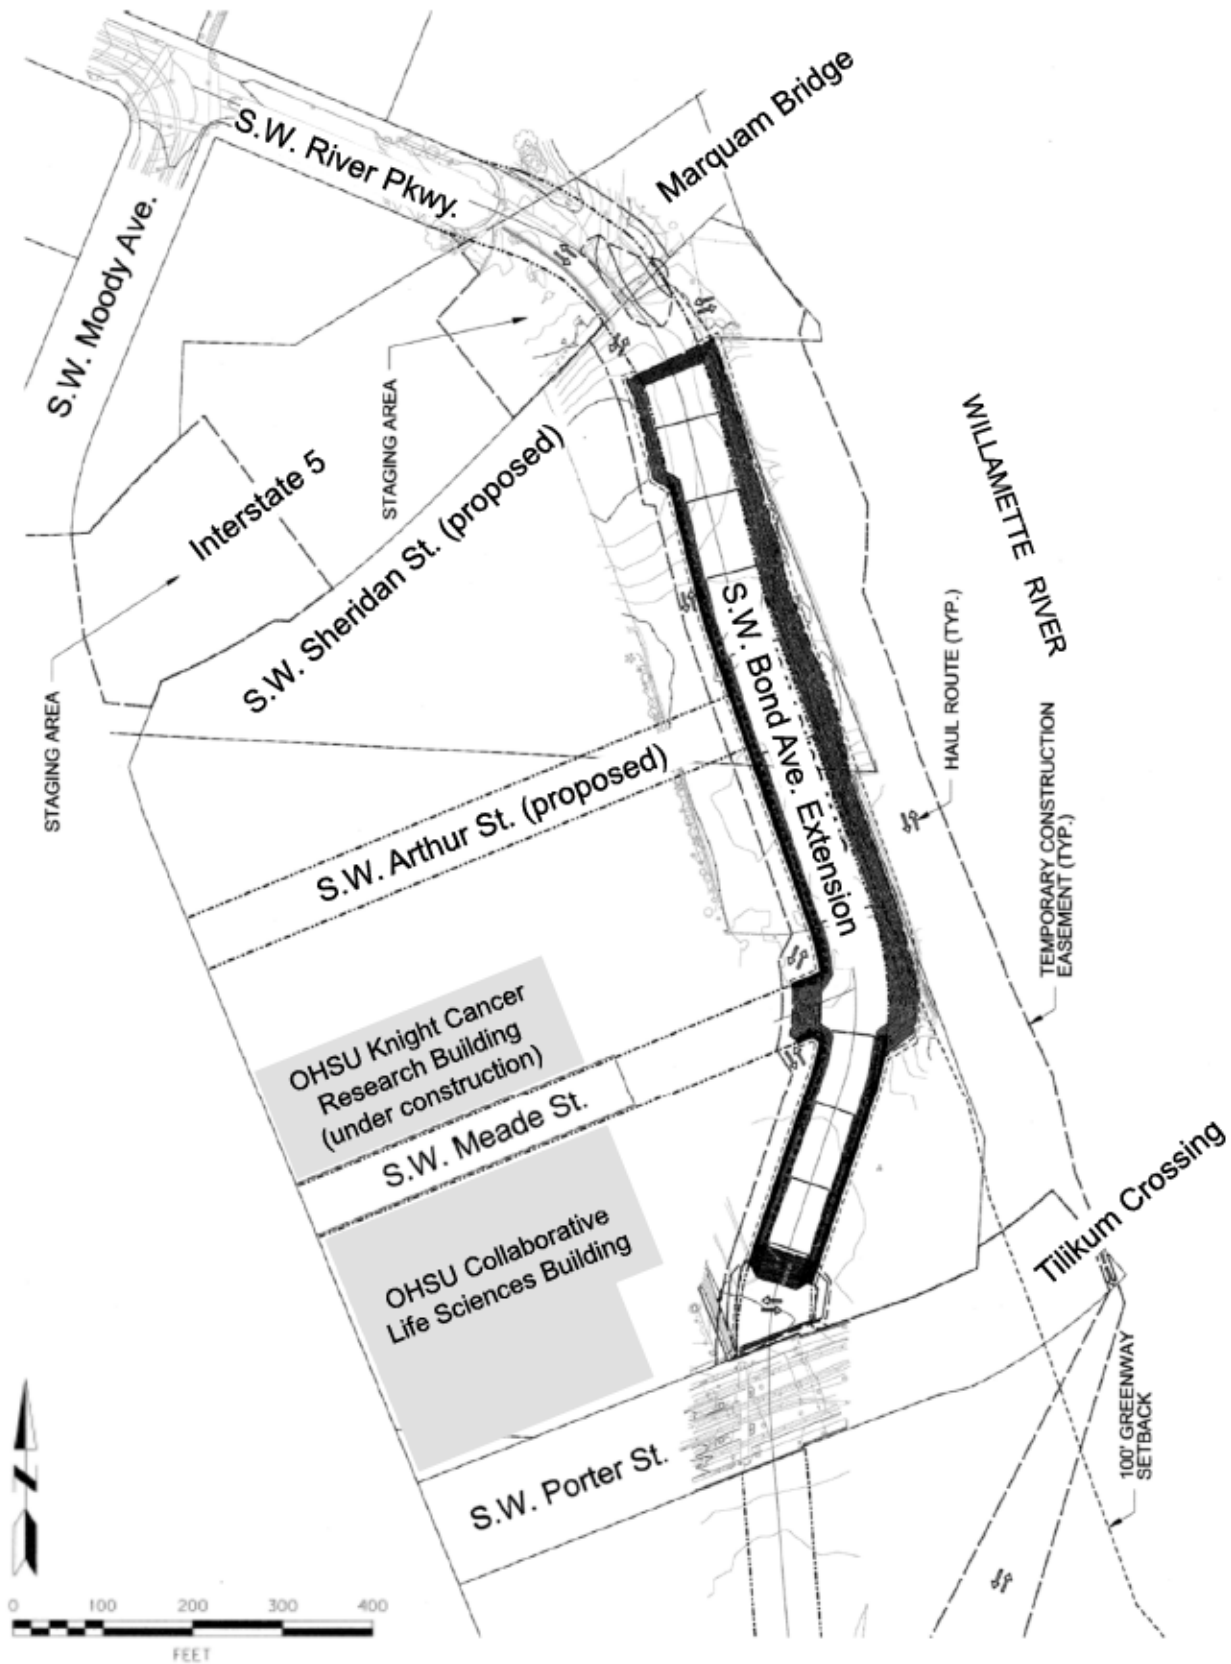 Marquam Bridge
S.W. River Pkwy.
S.W. Moody Ave.
STAGING AREA
Interstate 5
S.W. Sheridan St. (proposed)
STAGING AREA
WILLAMETTE RIVER
S.W. Bond Ave. Extension
HAUL ROUTE (TYP.)
TEMPORARY CONSTRUCTION
EASEMENT (TYP.)
S.W. Arthur St. (proposed)
OHSU Knight Cancer
Research Building
(under construction)
S.W. Meade St.
OHSU Collaborative
Life Sciences Building
Tilikum Crossing
100' GREENWAY
SETBACK
S.W. Porter St.
N
0 100 200 300 400
FEET